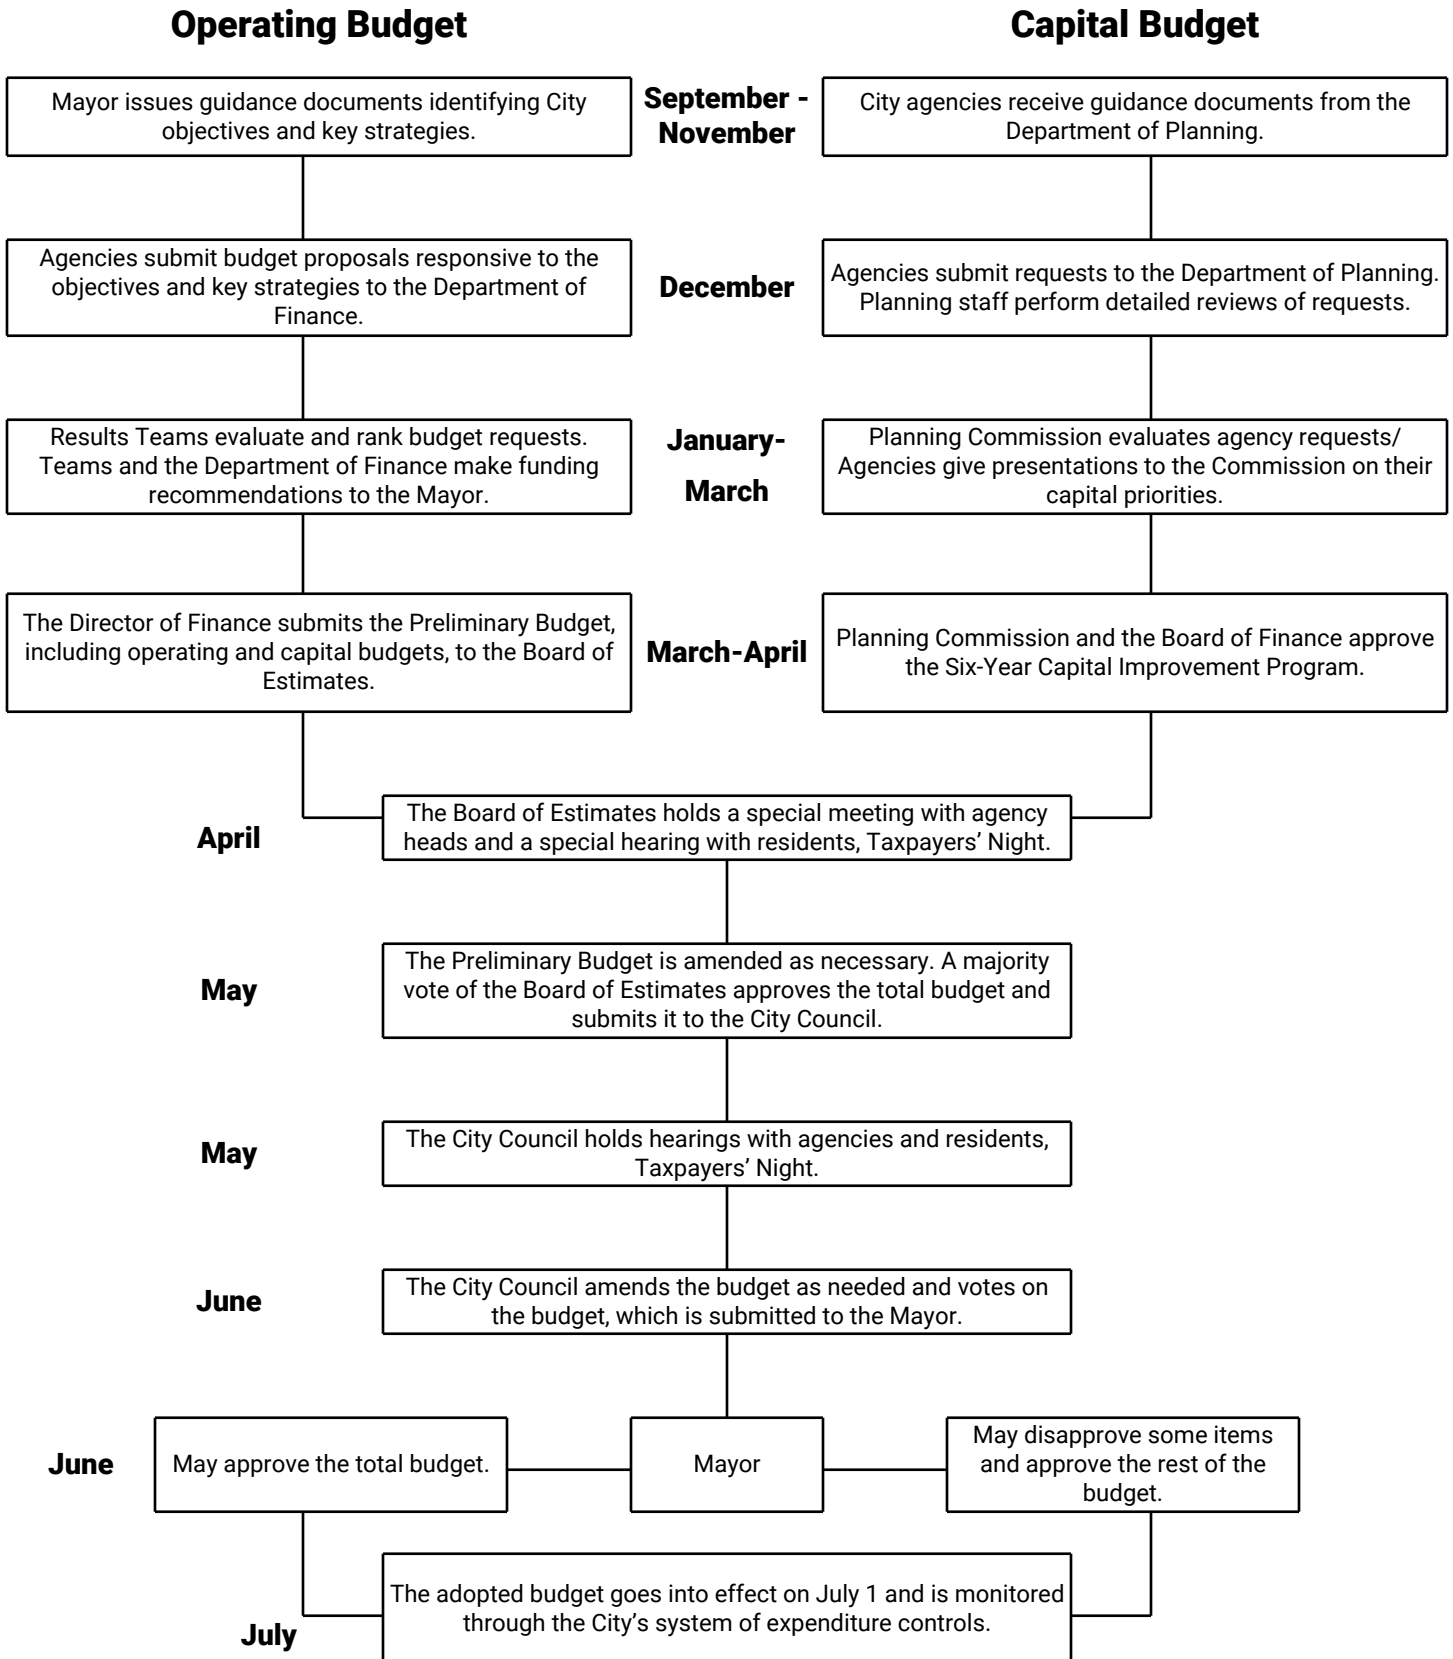 Operating Budget
Capital Budget
Mayor issues guidance documents identifying City
objectives and key strategies.
September -
November
City agencies receive guidance documents from the
Department of Planning.
Agencies submit budget proposals responsive to the
objectives and key strategies to the Department of
Finance.
December
Agencies submit requests to the Department of Planning.
Planning staff perform detailed reviews of requests.
Results Teams evaluate and rank budget requests.
Teams and the Department of Finance make funding
recommendations to the Mayor.
January-
March
Planning Commission evaluates agency requests/
Agencies give presentations to the Commission on their
capital priorities.
The Director of Finance submits the Preliminary Budget,
including operating and capital budgets, to the Board of
Estimates.
March-April
Planning Commission and the Board of Finance approve
the Six-Year Capital Improvement Program.
April
The Board of Estimates holds a special meeting with agency
heads and a special hearing with residents, Taxpayers’ Night.
May
The Preliminary Budget is amended as necessary. A majority
vote of the Board of Estimates approves the total budget and
submits it to the City Council.
May
The City Council holds hearings with agencies and residents,
Taxpayers’ Night.
June
The City Council amends the budget as needed and votes on
the budget, which is submitted to the Mayor.
June
May approve the total budget.
Mayor
May disapprove some items
and approve the rest of the
budget.
July
The adopted budget goes into effect on July 1 and is monitored
through the City’s system of expenditure controls.